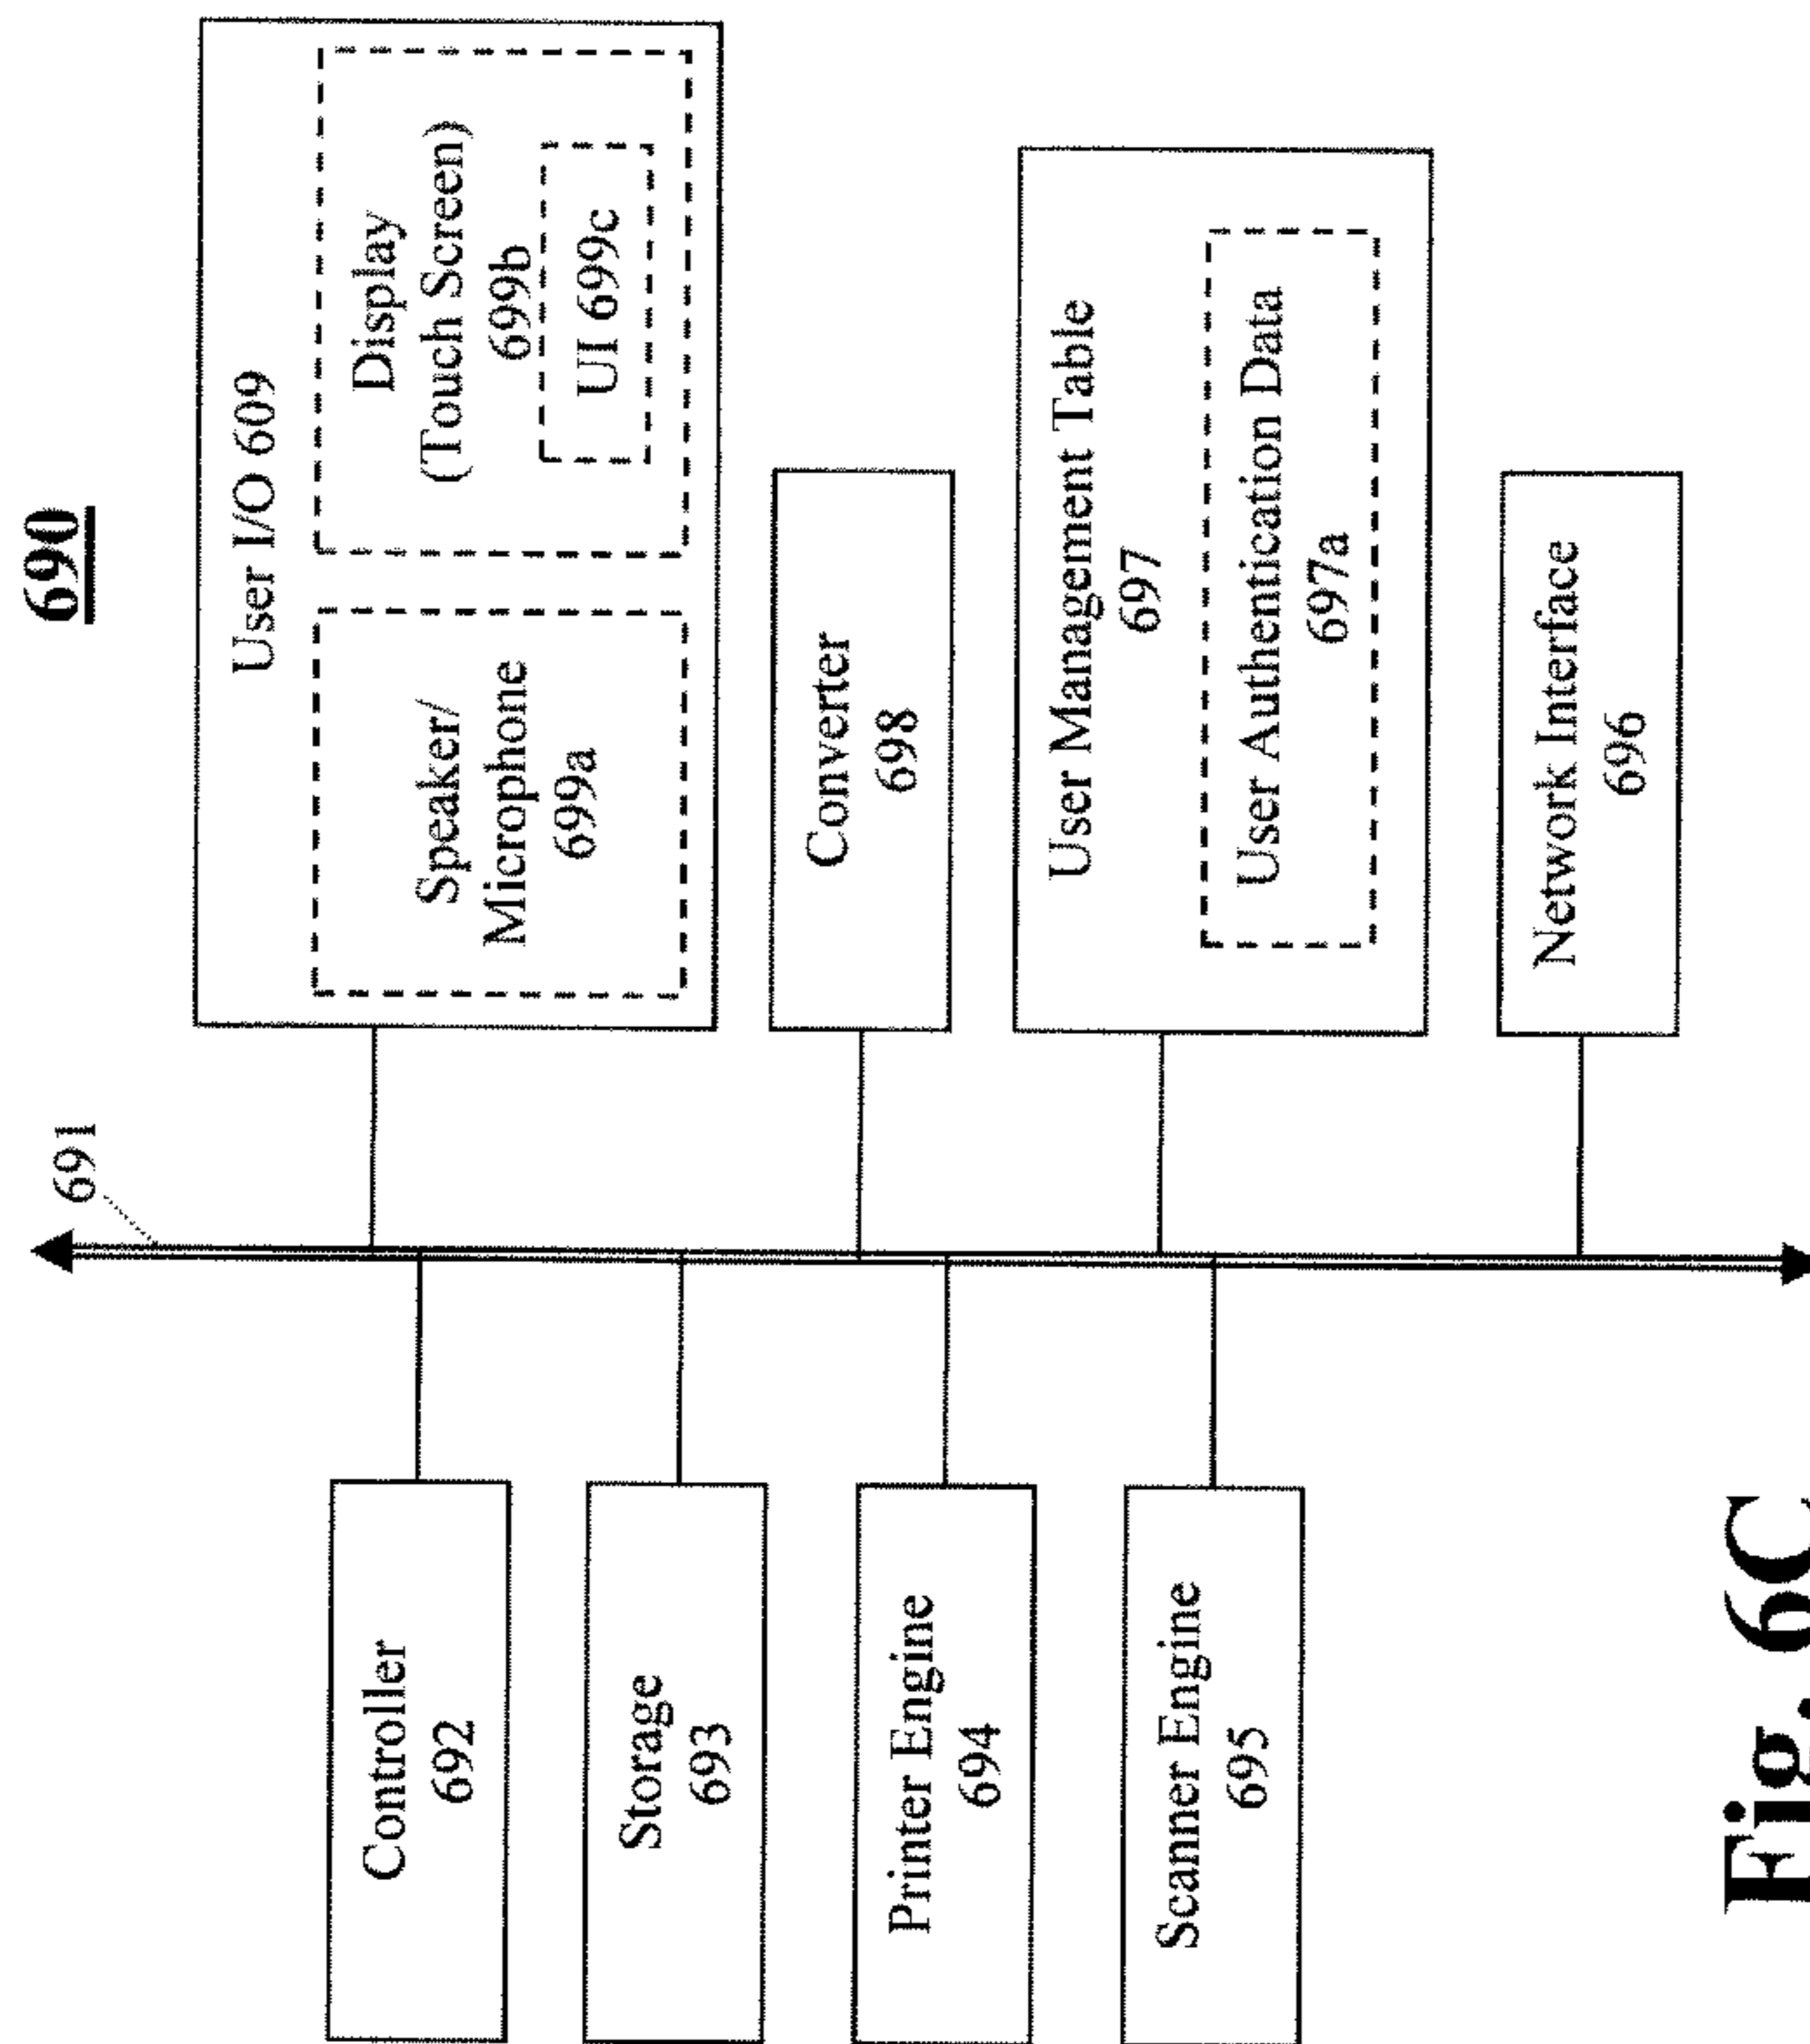 690
691
Controller
692
Storage
693
Printer Engine
694
Scanner Engine
695
User I/O 609
Speaker/
Microphone
699a
Display
(Touch Screen)
699b
UI 699c
Converter
698
User Management Table
697
User Authentication Data
697a
Network Interface
696
Fig. 6C